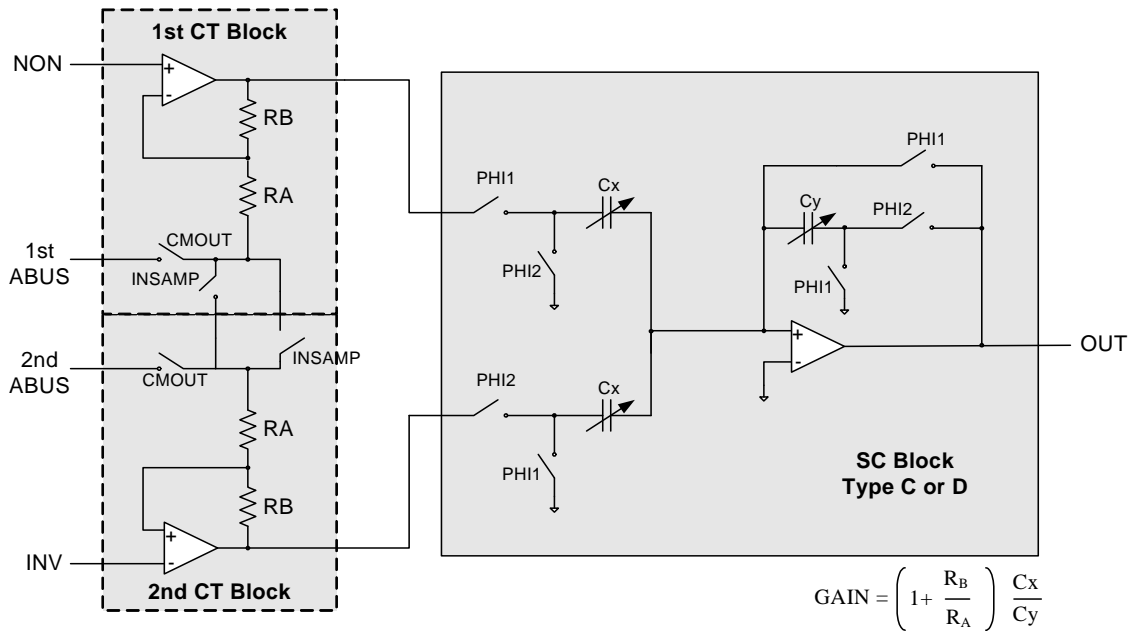 1st CT Block
NON
+
-
RB
RA
CMOUT
1st
ABUS
INSAMP
2nd
ABUS
CMOUT
INSAMP
RA
RB
+
-
INV
2nd CT Block
PHI1
Cx
PHI2
PHI2
Cx
PHI1
PHI1
Cy
PHI2
PHI1
+
-
OUT
SC Block
Type C or D
GAIN = ( 1+ RB / RA ) Cx / Cy